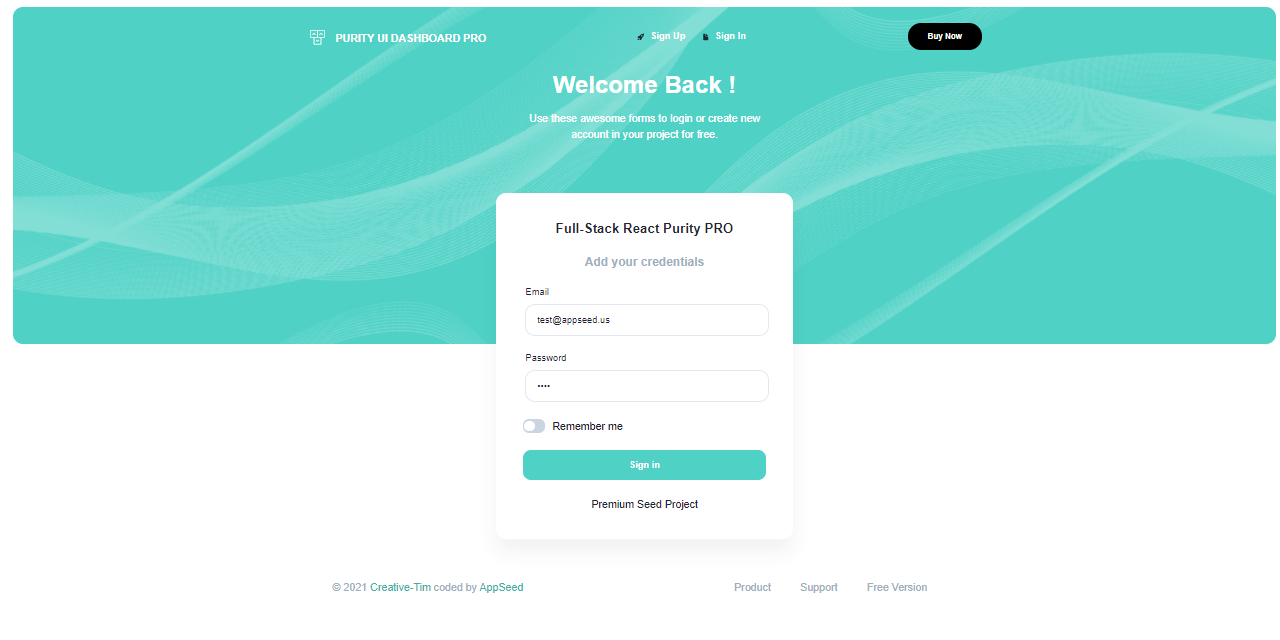 PURITY UI DASHBOARD PRO
Sign Up
Sign In
Buy Now
Welcome Back !
Use these awesome forms to login or create new
account in your project for free.
Full-Stack React Purity PRO
Add your credentials
Email
test@appseed.us
Password
••••
Remember me
Sign in
Premium Seed Project
© 2021 Creative-Tim coded by AppSeed
Product
Support
Free Version